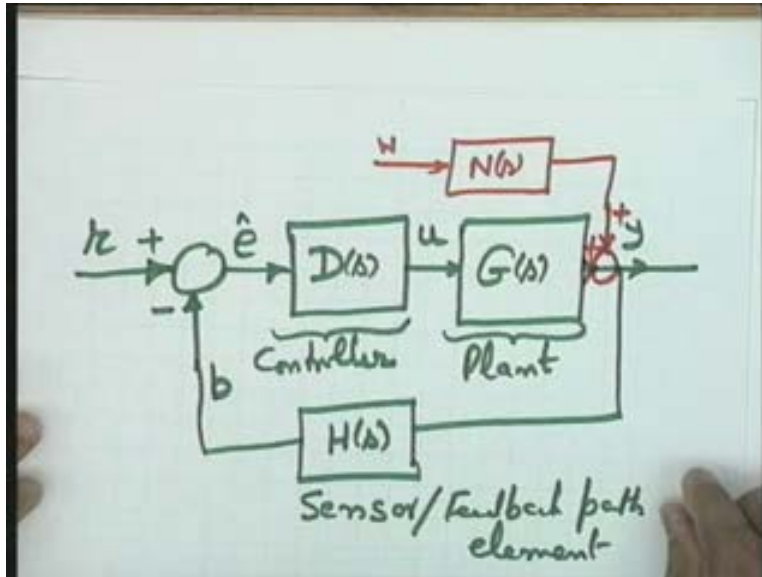 w
N(s)
+
r + ê D(s) u G(s) + y
-
Controller Plant
b
H(s)
Sensor/Feedback path
element